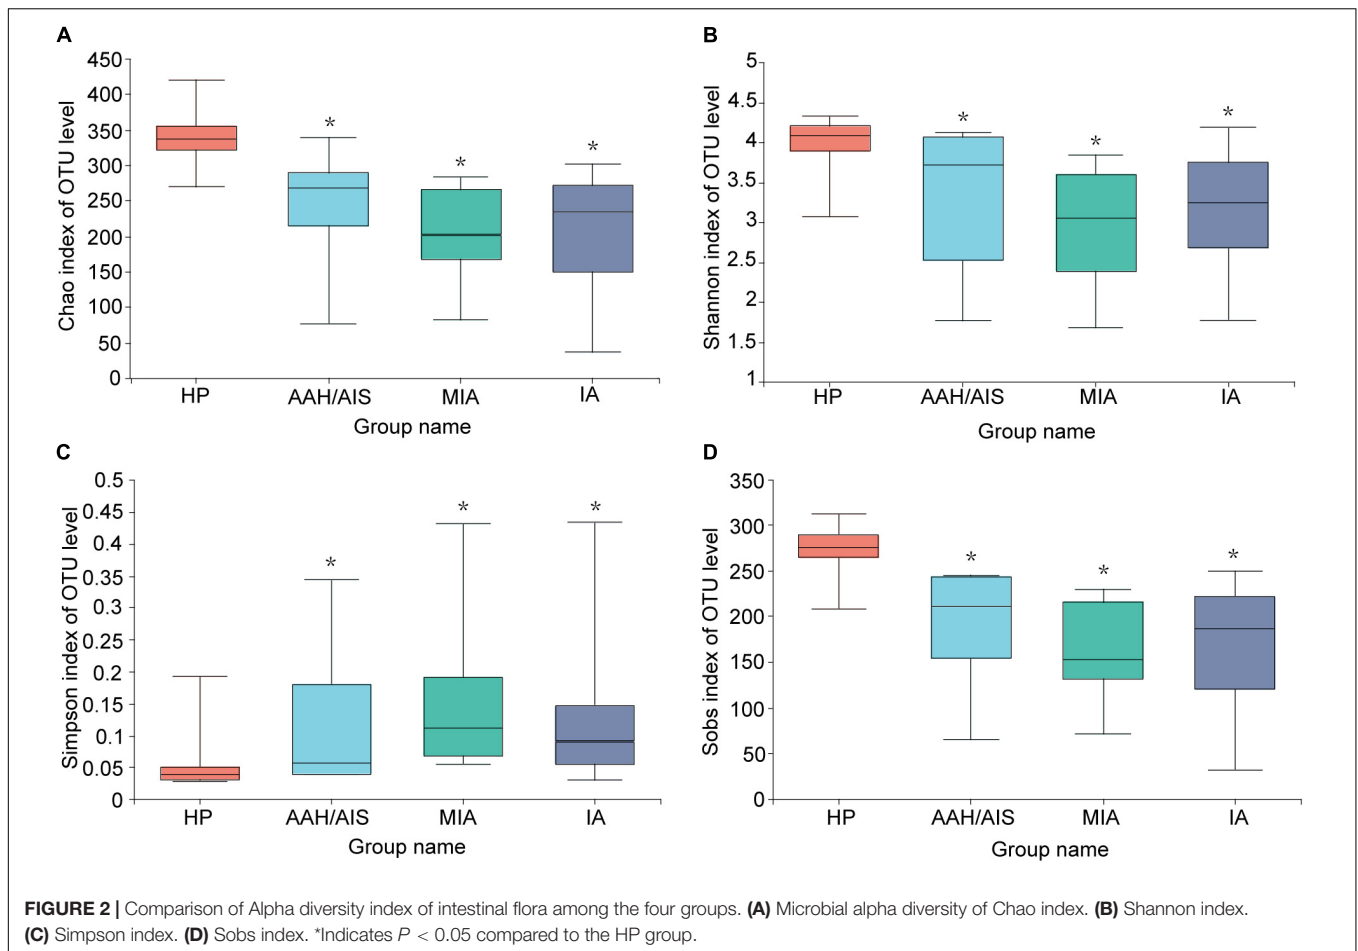 A
450
400
350
300
250
200
150
100
50
0
Chao index of OTU level
*
*
*
HP
AAH/AIS
MIA
IA
Group name
B
5
4.5
4
3.5
3
2.5
2
1.5
1
Shannon index of OTU level
*
*
*
HP
AAH/AIS
MIA
IA
Group name
C
0.5
0.45
0.4
0.35
0.3
0.25
0.2
0.15
0.1
0.05
0
Simpson index of OTU level
*
*
*
HP
AAH/AIS
MIA
IA
Group name
D
350
300
250
200
150
100
50
0
Sobs index of OTU level
*
*
*
HP
AAH/AIS
MIA
IA
Group name
FIGURE 2 | Comparison of Alpha diversity index of intestinal flora among the four groups. (A) Microbial alpha diversity of Chao index. (B) Shannon index.
(C) Simpson index. (D) Sobs index. *Indicates P < 0.05 compared to the HP group.